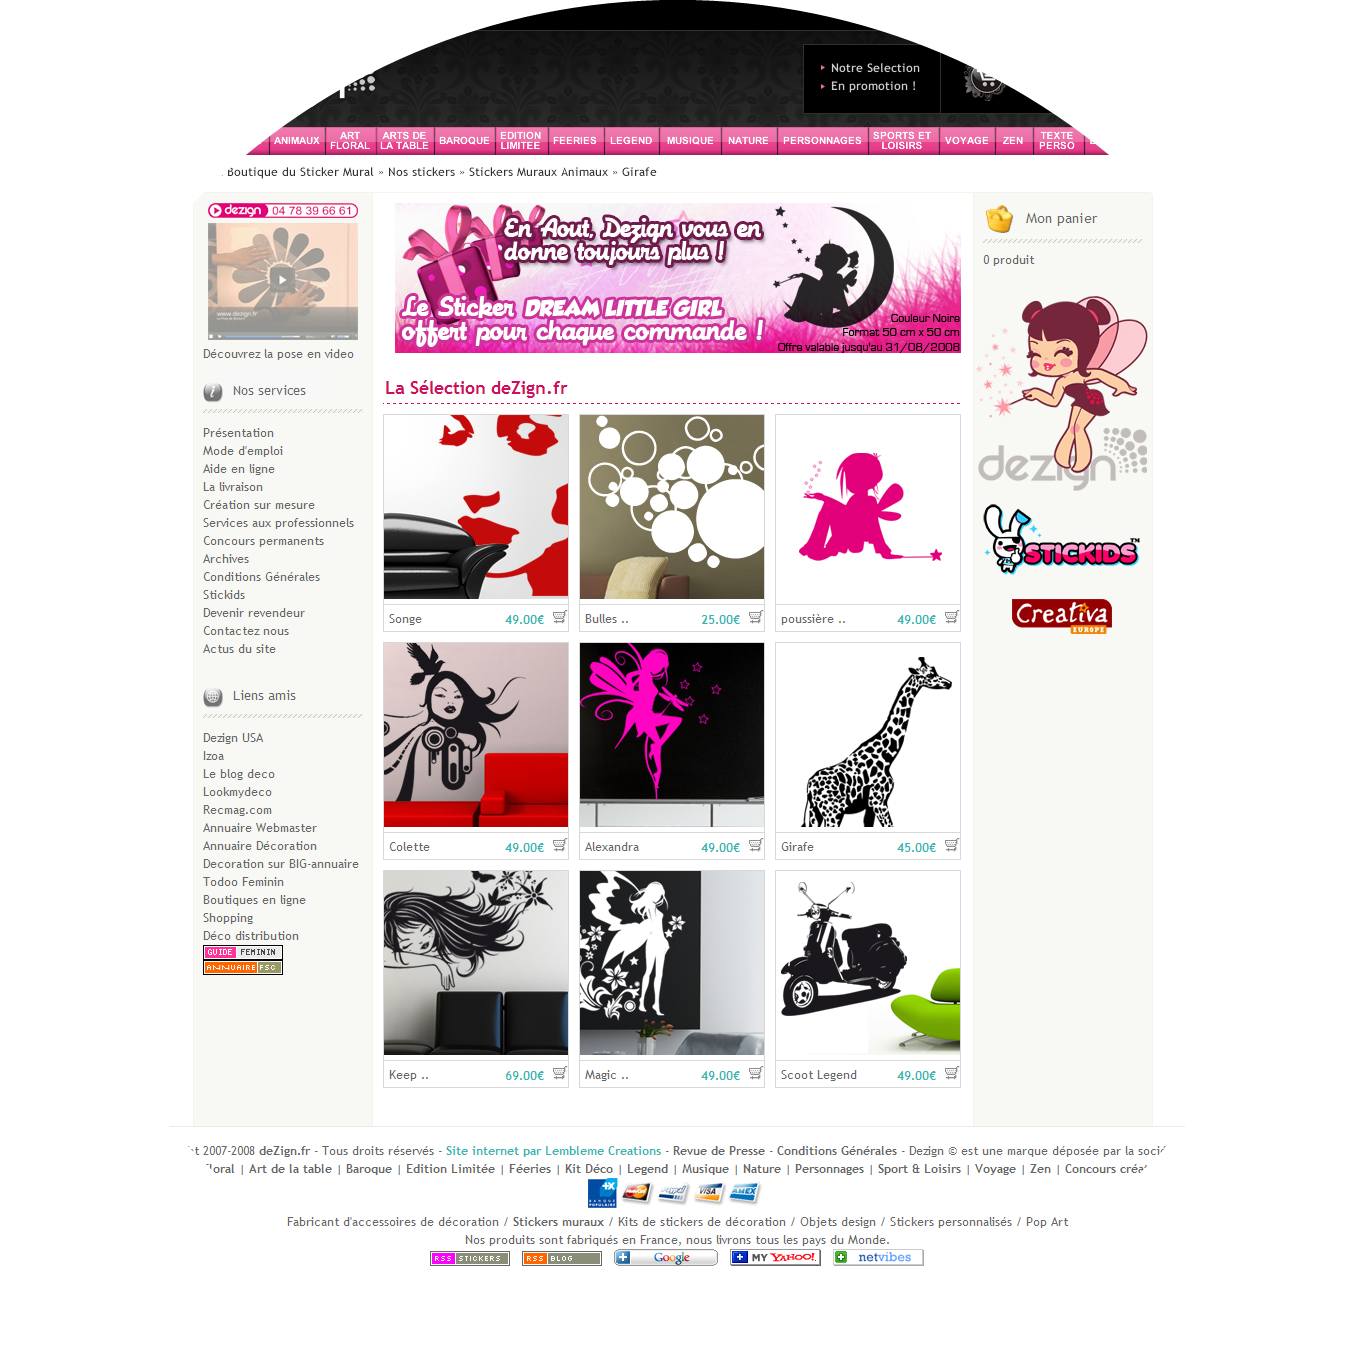 Notre Selection
En promotion !
ANIMAUX
ART FLORAL
ARTS DE LA TABLE
BAROQUE
EDITION LIMITEE
FEERIES
LEGEND
MUSIQUE
NATURE
PERSONNAGES
SPORTS ET LOISIRS
VOYAGE
ZEN
TEXTE PERSO
Boutique du Sticker Mural » Nos stickers » Stickers Muraux Animaux » Girafe
dezign 04 78 39 66 61
www.dezign.fr
Découvrez la pose en video
Nos services
Présentation
Mode d'emploi
Aide en ligne
La livraison
Création sur mesure
Services aux professionnels
Concours permanents
Archives
Conditions Générales
Stickids
Devenir revendeur
Contactez nous
Actus du site
Liens amis
Dezign USA
Izoa
Le blog deco
Lookmydeco
Recmag.com
Annuaire Webmaster
Annuaire Décoration
Decoration sur BIG-annuaire
Todoo Feminin
Boutiques en ligne
Shopping
Déco distribution
GUIDE FEMININ
ANNUAIRE FSC
En Aout, Dezign vous en
donne toujours plus !
Le Sticker DREAM LITTLE GIRL
offert pour chaque commande !
Couleur Noire
Format 50 cm x 50 cm
Offre valable jusqu'au 31/08/2008
La Sélection deZign.fr
Songe 49.00€
Bulles .. 25.00€
poussière .. 49.00€
Colette 49.00€
Alexandra 49.00€
Girafe 45.00€
Keep .. 69.00€
Magic .. 49.00€
Scoot Legend 49.00€
Mon panier
0 produit
dezign
STICKIDS™
Creativa
EUROPE
2007-2008 deZign.fr - Tous droits réservés - Site internet par Lembleme Creations - Revue de Presse - Conditions Générales - Dezign © est une marque déposée par la
| Art de la table | Baroque | Edition Limitée | Féeries | Kit Déco | Legend | Musique | Nature | Personnages | Sport & Loisirs | Voyage | Zen | Concours
BANQUE POPULAIRE MasterCard PayPal VISA AMEX
Fabricant d'accessoires de décoration / Stickers muraux / Kits de stickers de décoration / Objets design / Stickers personnalisés / Pop Art
Nos produits sont fabriqués en France, nous livrons tous les pays du Monde.
RSS STICKERS
RSS BLOG
Google
MY YAHOO!
netvibes